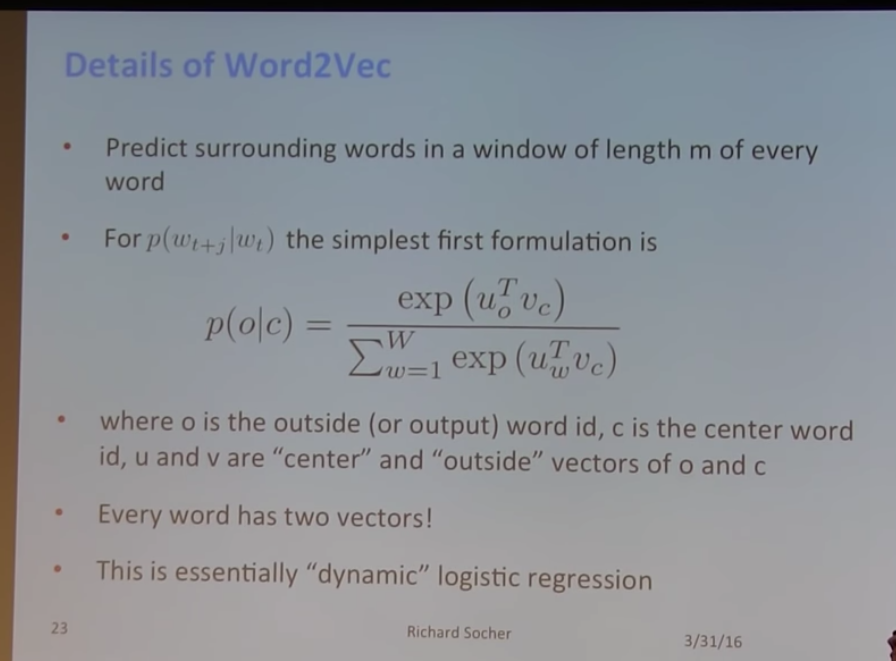 Details of Word2Vec
• Predict surrounding words in a window of length m of every
word
• For p(w_{t+j}|w_t) the simplest first formulation is
p(o|c) = \frac{\exp(u_o^T v_c)}{\sum_{w=1}^{W} \exp(u_w^T v_c)}
• where o is the outside (or output) word id, c is the center word
id, u and v are “center” and “outside” vectors of o and c
• Every word has two vectors!
• This is essentially “dynamic” logistic regression
23
Richard Socher
3/31/16